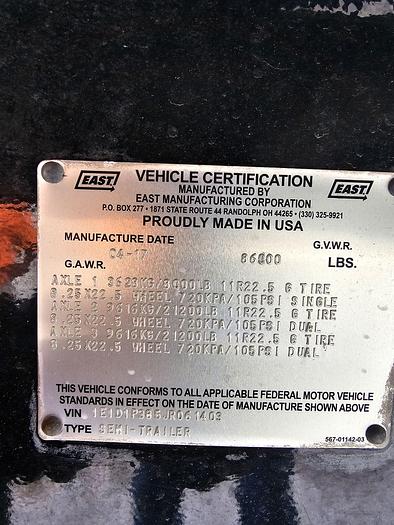 EAST VEHICLE CERTIFICATION EAST
MANUFACTURED BY
EAST MANUFACTURING CORPORATION
P.O. BOX 277 • 1871 STATE ROUTE 44 RANDOLPH OH 44265 • (330) 325-9921
PROUDLY MADE IN USA
MANUFACTURE DATE G.V.W.R.
04-17 86800
G.A.W.R. LBS.
AXLE 1 3629KG/8000LB 11R22.5 G TIRE
8.25X22.5 WHEEL 720KPA/105PSI SINGLE
AXLE 2 9616KG/21200LB 11R22.5 G TIRE
8.25X22.5 WHEEL 720KPA/105PSI DUAL
AXLE 3 9616KG/21200LB 11R22.5 G TIRE
8.25X22.5 WHEEL 720KPA/105PSI DUAL
THIS VEHICLE CONFORMS TO ALL APPLICABLE FEDERAL MOTOR VEHICLE
STANDARDS IN EFFECT ON THE DATE OF MANUFACTURE SHOWN ABOVE
VIN
TYPE SEMI-TRAILER 567-01142-03